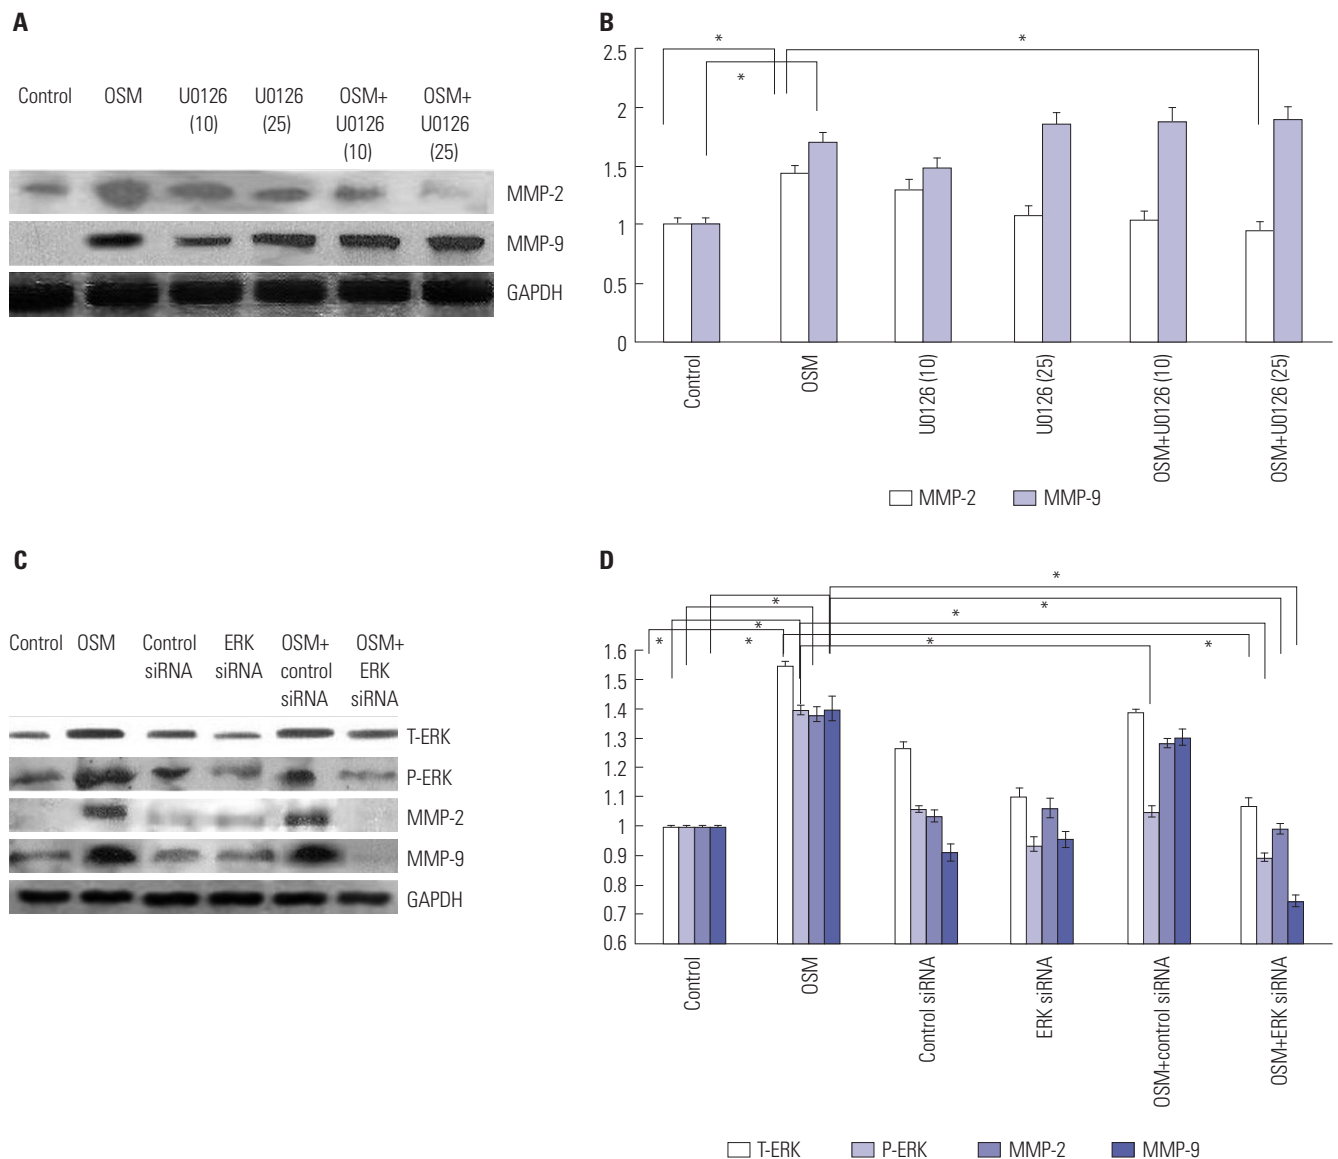 A
Control OSM U0126 U0126 OSM+ OSM+
(10) (25) U0126 U0126
(10) (25)
MMP-2
MMP-9
GAPDH
B
* *
*
2.5
2
1.5
1
0.5
0
Control
OSM
U0126 (10)
U0126 (25)
OSM+U0126 (10)
OSM+U0126 (25)
MMP-2 MMP-9
C
Control OSM Control ERK OSM+ OSM+
siRNA siRNA control ERK
siRNA siRNA
T-ERK
P-ERK
MMP-2
MMP-9
GAPDH
D
*
* *
*
*
* * * *
1.6
1.5
1.4
1.3
1.2
1.1
1
0.9
0.8
0.7
0.6
Control
OSM
Control siRNA
ERK siRNA
OSM+control siRNA
OSM+ERK siRNA
T-ERK P-ERK MMP-2 MMP-9